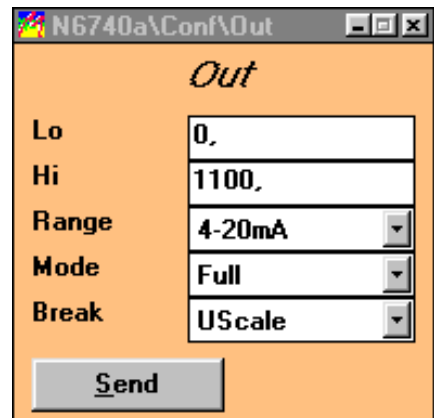 N6740a\Conf\Out
Out
Lo 0,
Hi 1100,
Range 4-20mA
Mode Full
Break UScale
Send